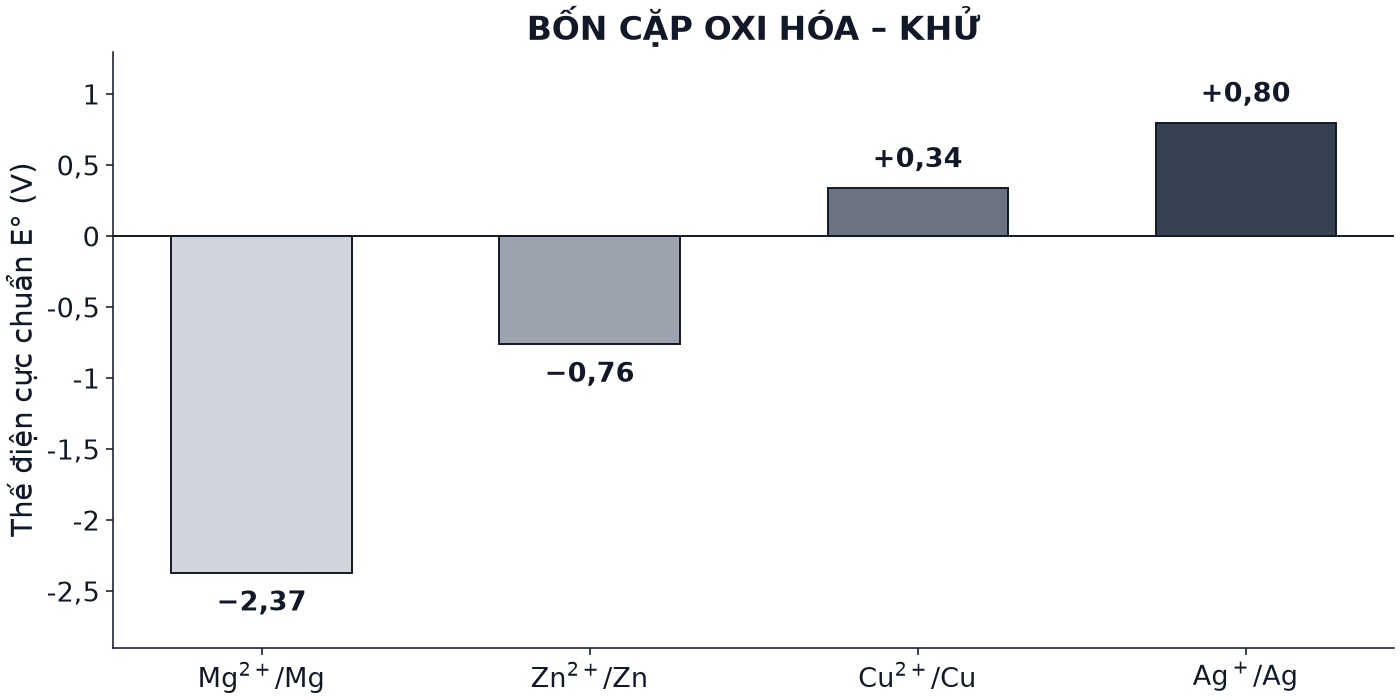 BỐN CẶP OXI HÓA – KHỬ
Thế điện cực chuẩn E° (V)
1
0,5
0
-0,5
-1
-1,5
-2
-2,5
−2,37
−0,76
+0,34
+0,80
Mg²⁺/Mg
Zn²⁺/Zn
Cu²⁺/Cu
Ag⁺/Ag